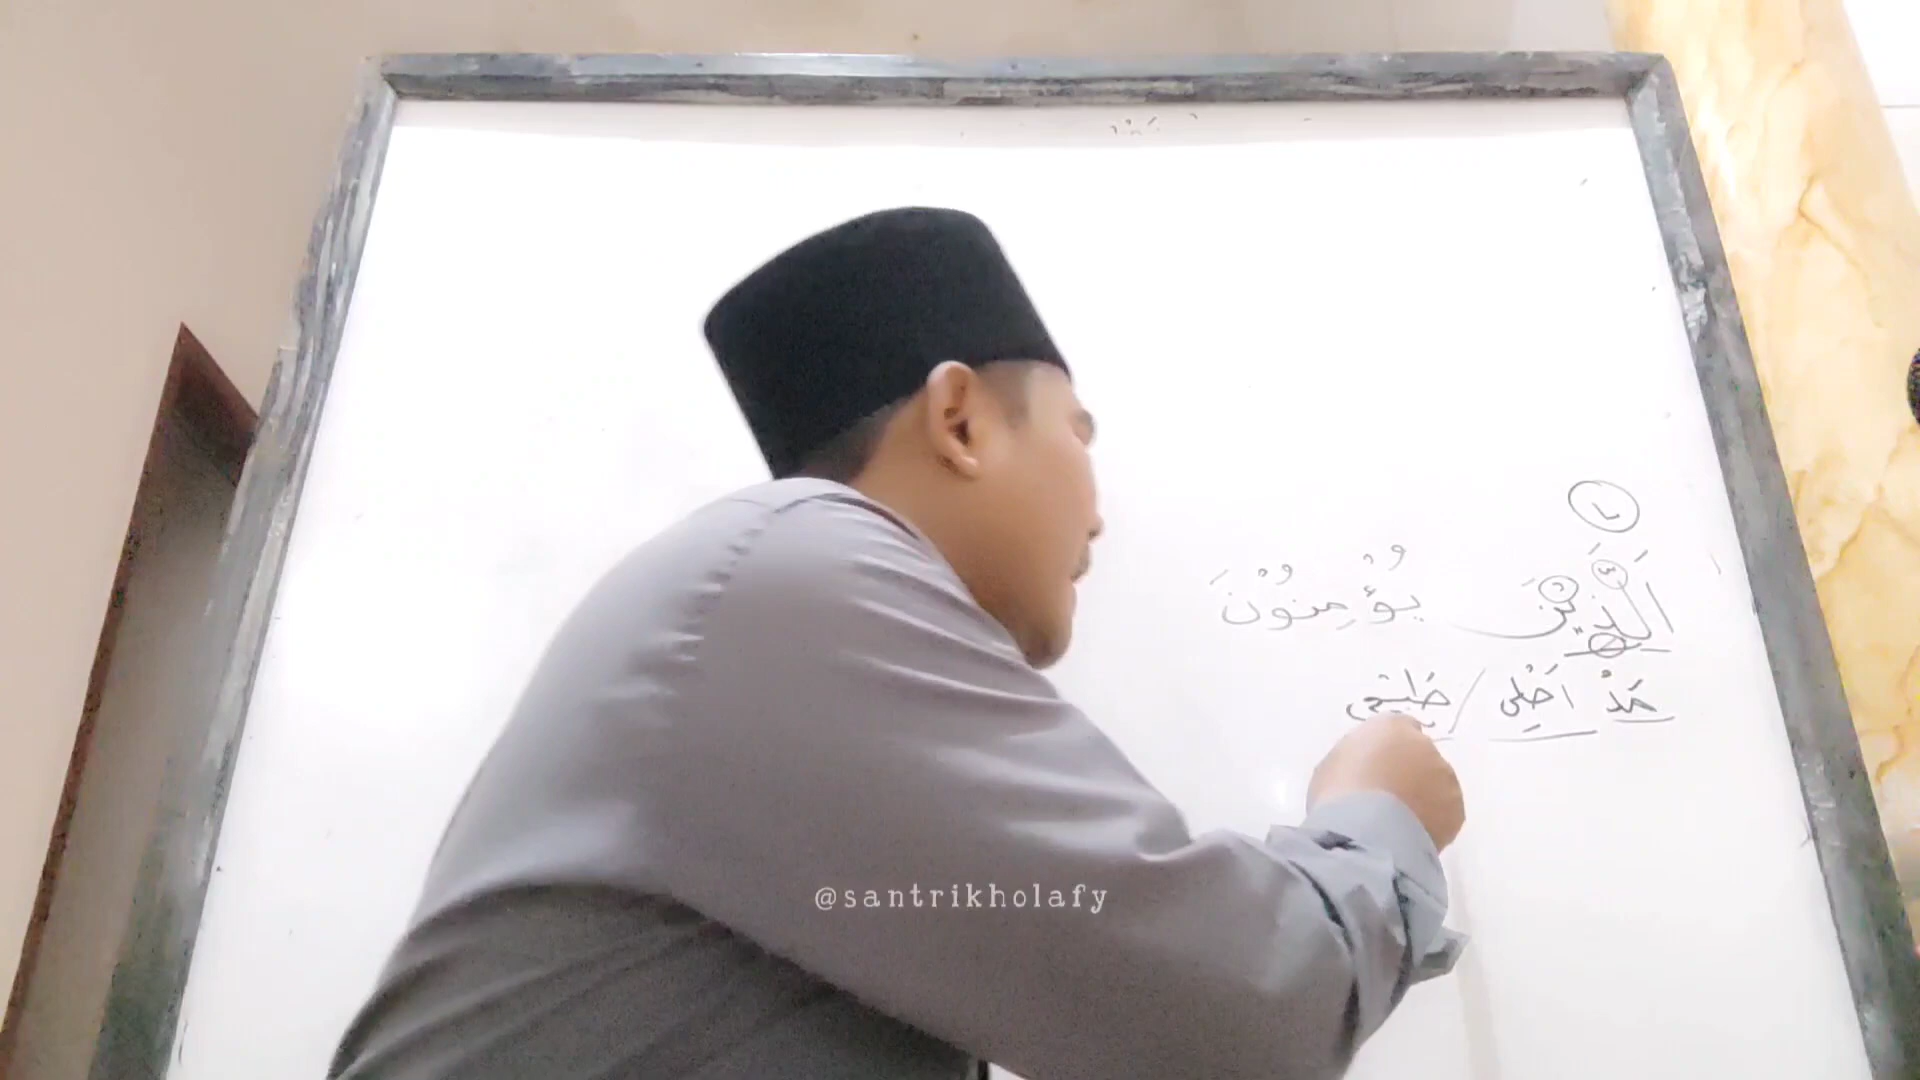 الَّذِيْنَ يُؤْمِنُوْنَ
مَدْ اَصْلِى / طَبِيْعِى
@santrikholafy